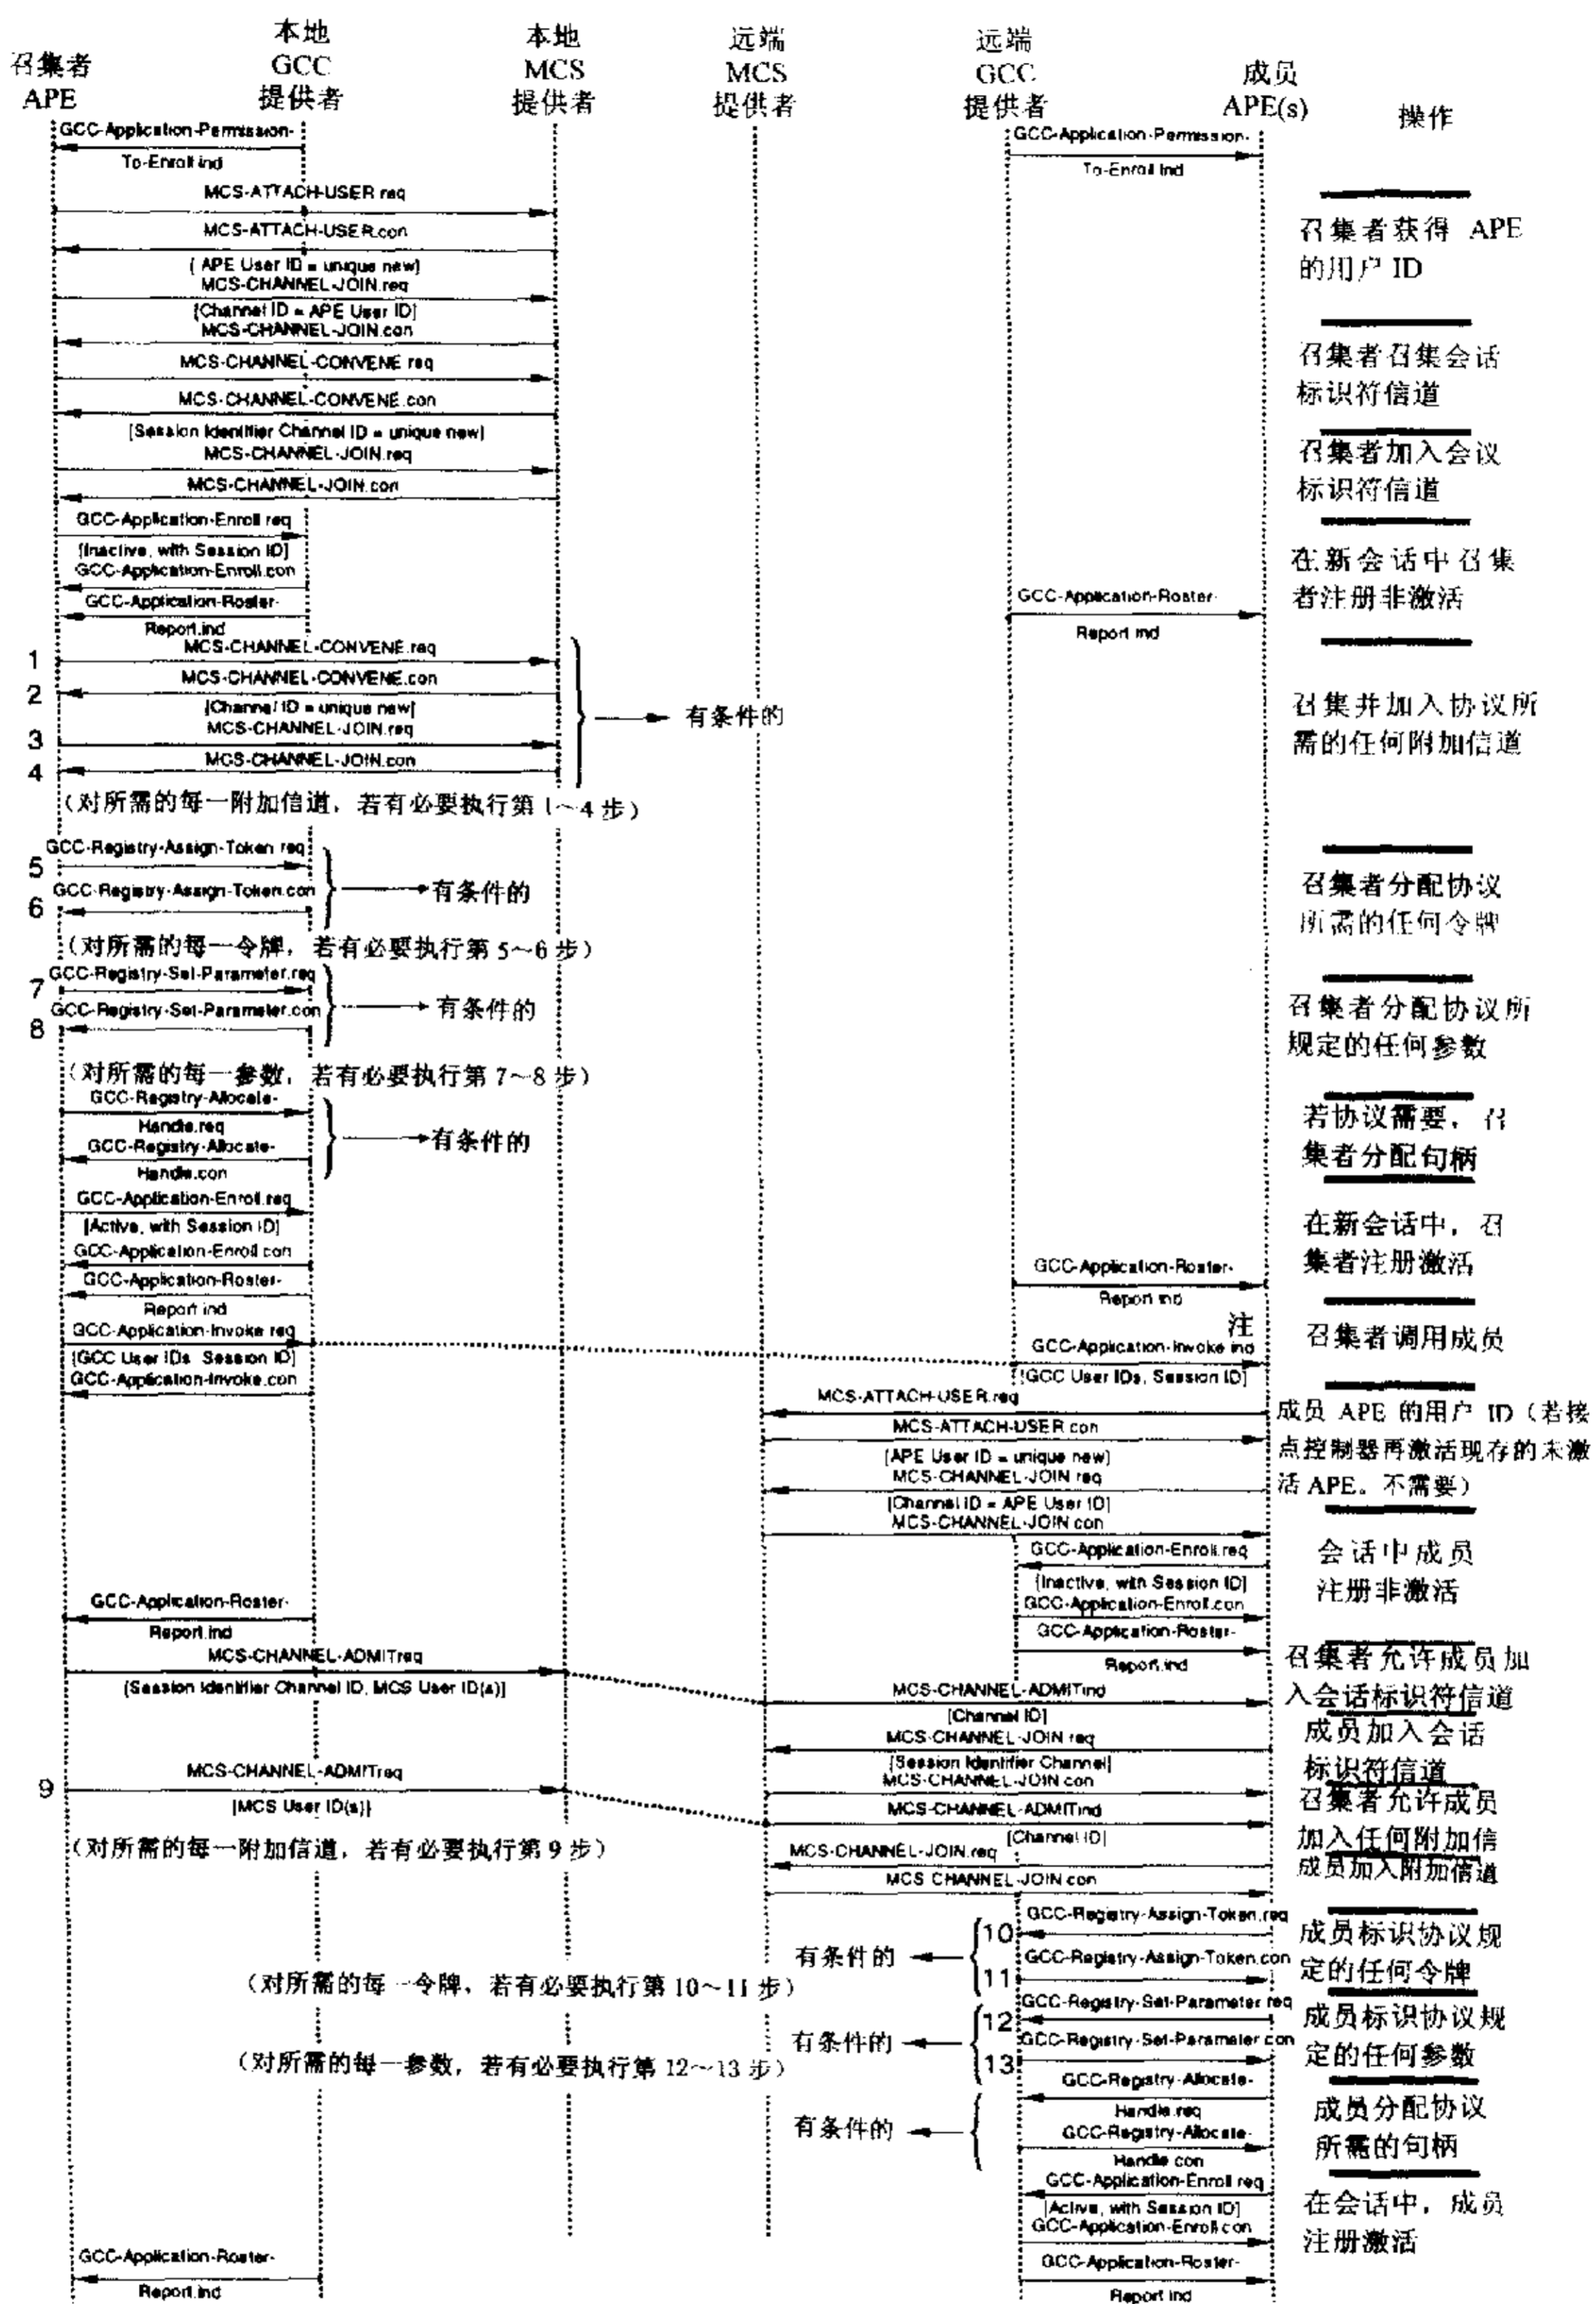 召集者
APE
本地
GCC
提供者
本地
MCS
提供者
远端
MCS
提供者
远端
GCC
提供者
成员
APE(s)
操作
GCC-Application-Permission-
To-Enroll.ind
GCC-Application-Permission-
To-Enroll.ind
MCS-ATTACH-USER.req
MCS-ATTACH-USER.con
召集者获得 APE
的用户 ID
[APE User ID = unique new]
MCS-CHANNEL-JOIN.req
[Channel ID = APE User ID]
MCS-CHANNEL-JOIN.con
MCS-CHANNEL-CONVENE.req
召集者召集会话
标识符信道
MCS-CHANNEL-CONVENE.con
[Session Identifier Channel ID = unique new]
MCS-CHANNEL-JOIN.req
召集者加入会议
标识符信道
MCS-CHANNEL-JOIN.con
GCC-Application-Enroll.req
[Inactive, with Session ID]
GCC-Application-Enroll.con
在新会话中召集
者注册非激活
GCC-Application-Roster-
Report.ind
GCC-Application-Roster-
Report.ind
1
MCS-CHANNEL-CONVENE.req
2
MCS-CHANNEL-CONVENE.con
[Channel ID = unique new]
MCS-CHANNEL-JOIN.req
3
MCS-CHANNEL-JOIN.con
4
有条件的
召集并加入协议所
需的任何附加信道
(对所需的每一附加信道，若有必要执行第 1～4 步)
GCC-Registry-Assign-Token.req
5
GCC-Registry-Assign-Token.con
6
有条件的
召集者分配协议
所需的任何令牌
(对所需的每一令牌，若有必要执行第 5～6 步)
GCC-Registry-Set-Parameter.req
7
GCC-Registry-Set-Parameter.con
8
有条件的
召集者分配协议所
规定的任何参数
(对所需的每一参数，若有必要执行第 7～8 步)
GCC-Registry-Allocate-
Handle.req
GCC-Registry-Allocate-
Handle.con
有条件的
若协议需要，召
集者分配句柄
GCC-Application-Enroll.req
[Active, with Session ID]
GCC-Application-Enroll.con
在新会话中，召
集者注册激活
GCC-Application-Roster-
Report.ind
GCC-Application-Roster-
Report.ind
GCC-Application-Invoke.req
[GCC User IDs, Session ID]
GCC-Application-Invoke.con
注
GCC-Application-Invoke.ind
[GCC User IDs, Session ID]
召集者调用成员
MCS-ATTACH-USER.req
MCS-ATTACH-USER.con
[APE User ID = unique new]
MCS-CHANNEL-JOIN.req
[Channel ID = APE User ID]
MCS-CHANNEL-JOIN.con
成员 APE 的用户 ID（若接
点控制器再激活现存的未激
活 APE。不需要）
GCC-Application-Enroll.req
[Inactive, with Session ID]
GCC-Application-Enroll.con
会话中成员
注册非激活
GCC-Application-Roster-
Report.ind
GCC-Application-Roster-
Report.ind
MCS-CHANNEL-ADMITreq
[Session Identifier Channel ID, MCS User ID(s)]
MCS-CHANNEL-ADMITind
[Channel ID]
召集者允许成员加
入会话标识符信道
MCS-CHANNEL-JOIN.req
[Session Identifier Channel]
MCS-CHANNEL-JOIN.con
成员加入会话
标识符信道
9
MCS-CHANNEL-ADMITreq
[MCS User ID(s)]
MCS-CHANNEL-ADMITind
[Channel ID]
召集者允许成员
加入任何附加信
(对所需的每一附加信道，若有必要执行第 9 步)
MCS-CHANNEL-JOIN.req
MCS CHANNEL-JOIN.con
成员加入附加信道
GCC-Registry-Assign-Token.req
10
GCC-Registry-Assign-Token.con
11
有条件的
成员标识协议规
定的任何令牌
(对所需的每一令牌，若有必要执行第 10～11 步)
GCC-Registry-Set-Parameter.req
12
GCC-Registry-Set-Parameter.con
13
有条件的
成员标识协议规
定的任何参数
(对所需的每一参数，若有必要执行第 12～13 步)
GCC-Registry-Allocate-
Handle.req
GCC-Registry-Allocate-
Handle.con
有条件的
成员分配协议
所需的句柄
GCC-Application-Enroll.req
[Active, with Session ID]
GCC-Application-Enroll.con
在会话中，成员
注册激活
GCC-Application-Roster-
Report.ind
GCC-Application-Roster-
Report.ind